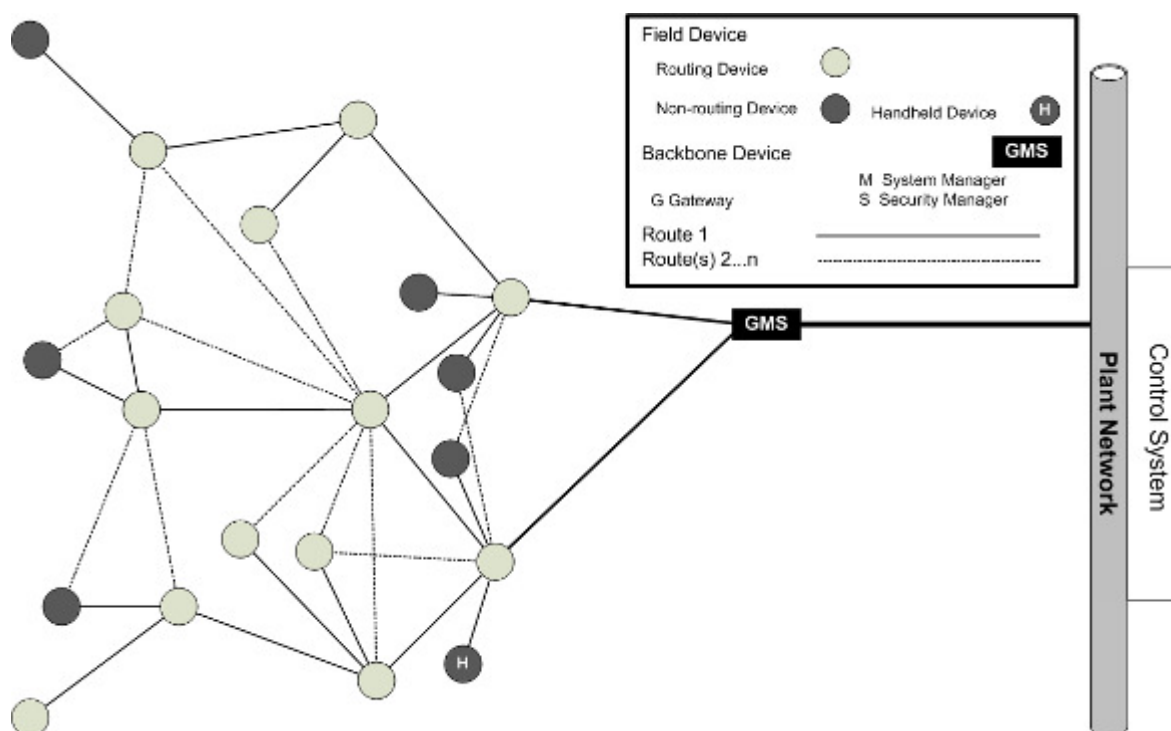 Field Device
Routing Device
Non-routing Device
Handheld Device
H
Backbone Device
GMS
M System Manager
G Gateway
S Security Manager
Route 1
Route(s) 2...n
GMS
Plant Network
Control System
H